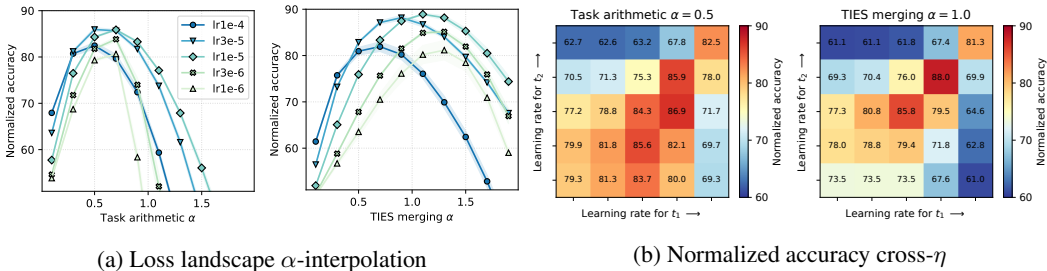 Normalized accuracy
90
80
70
60
lr1e-4
lr3e-5
lr1e-5
lr3e-6
lr1e-6
0.5 1.0 1.5
Task arithmetic α
Normalized accuracy
90
80
70
60
0.5 1.0 1.5
TIES merging α
(a) Loss landscape α-interpolation
Task arithmetic α = 0.5
Learning rate for t₂ →
62.7 62.6 63.2 67.8 82.5
70.5 71.3 75.3 85.9 78.0
77.2 78.8 84.3 86.9 71.7
79.9 81.8 85.6 82.1 69.7
79.3 81.3 83.7 80.0 69.3
Learning rate for t₁ →
90
80
70
60
Normalized accuracy
TIES merging α = 1.0
Learning rate for t₂ →
61.1 61.1 61.8 67.4 81.3
69.3 70.4 76.0 88.0 69.9
77.3 80.8 85.8 79.5 64.6
78.0 78.8 79.4 71.8 62.8
73.5 73.5 73.5 67.6 61.0
Learning rate for t₁ →
90
80
70
60
Normalized accuracy
(b) Normalized accuracy cross-η